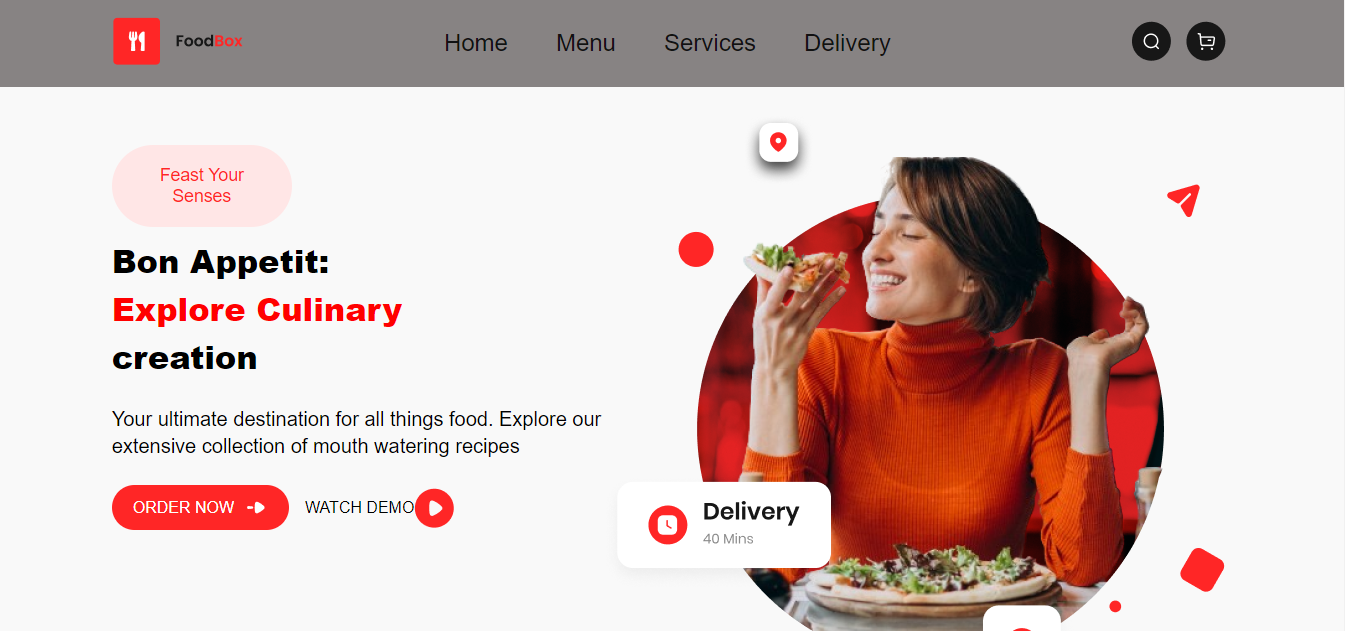 FoodBox
Home
Menu
Services
Delivery
Feast Your
Senses
Bon Appetit:
Explore Culinary
creation
Your ultimate destination for all things food. Explore our
extensive collection of mouth watering recipes
ORDER NOW
WATCH DEMO
Delivery
40 Mins